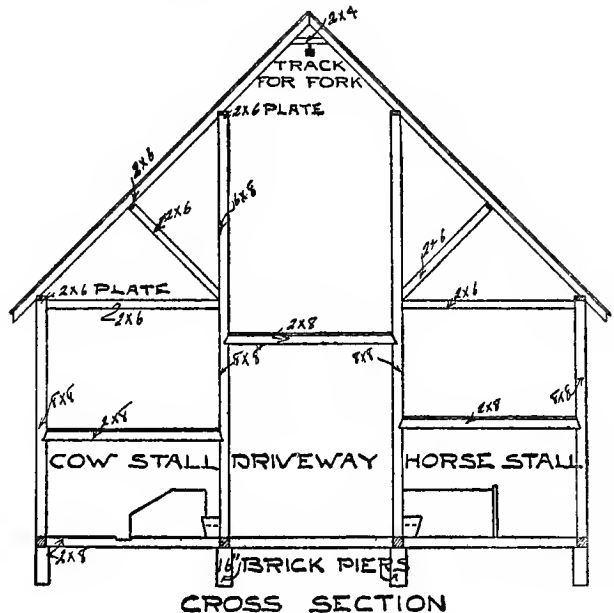 2x4
TRACK
FOR FORK
2x6 PLATE
2x6
2x6
6x8
2x6
2x6 PLATE
2x6
2x6
2x8
8x8
8x8
8x8
8x8
2x8
2x8
COW STALL DRIVEWAY HORSE STALL
2x8
16" BRICK PIERS
CROSS SECTION